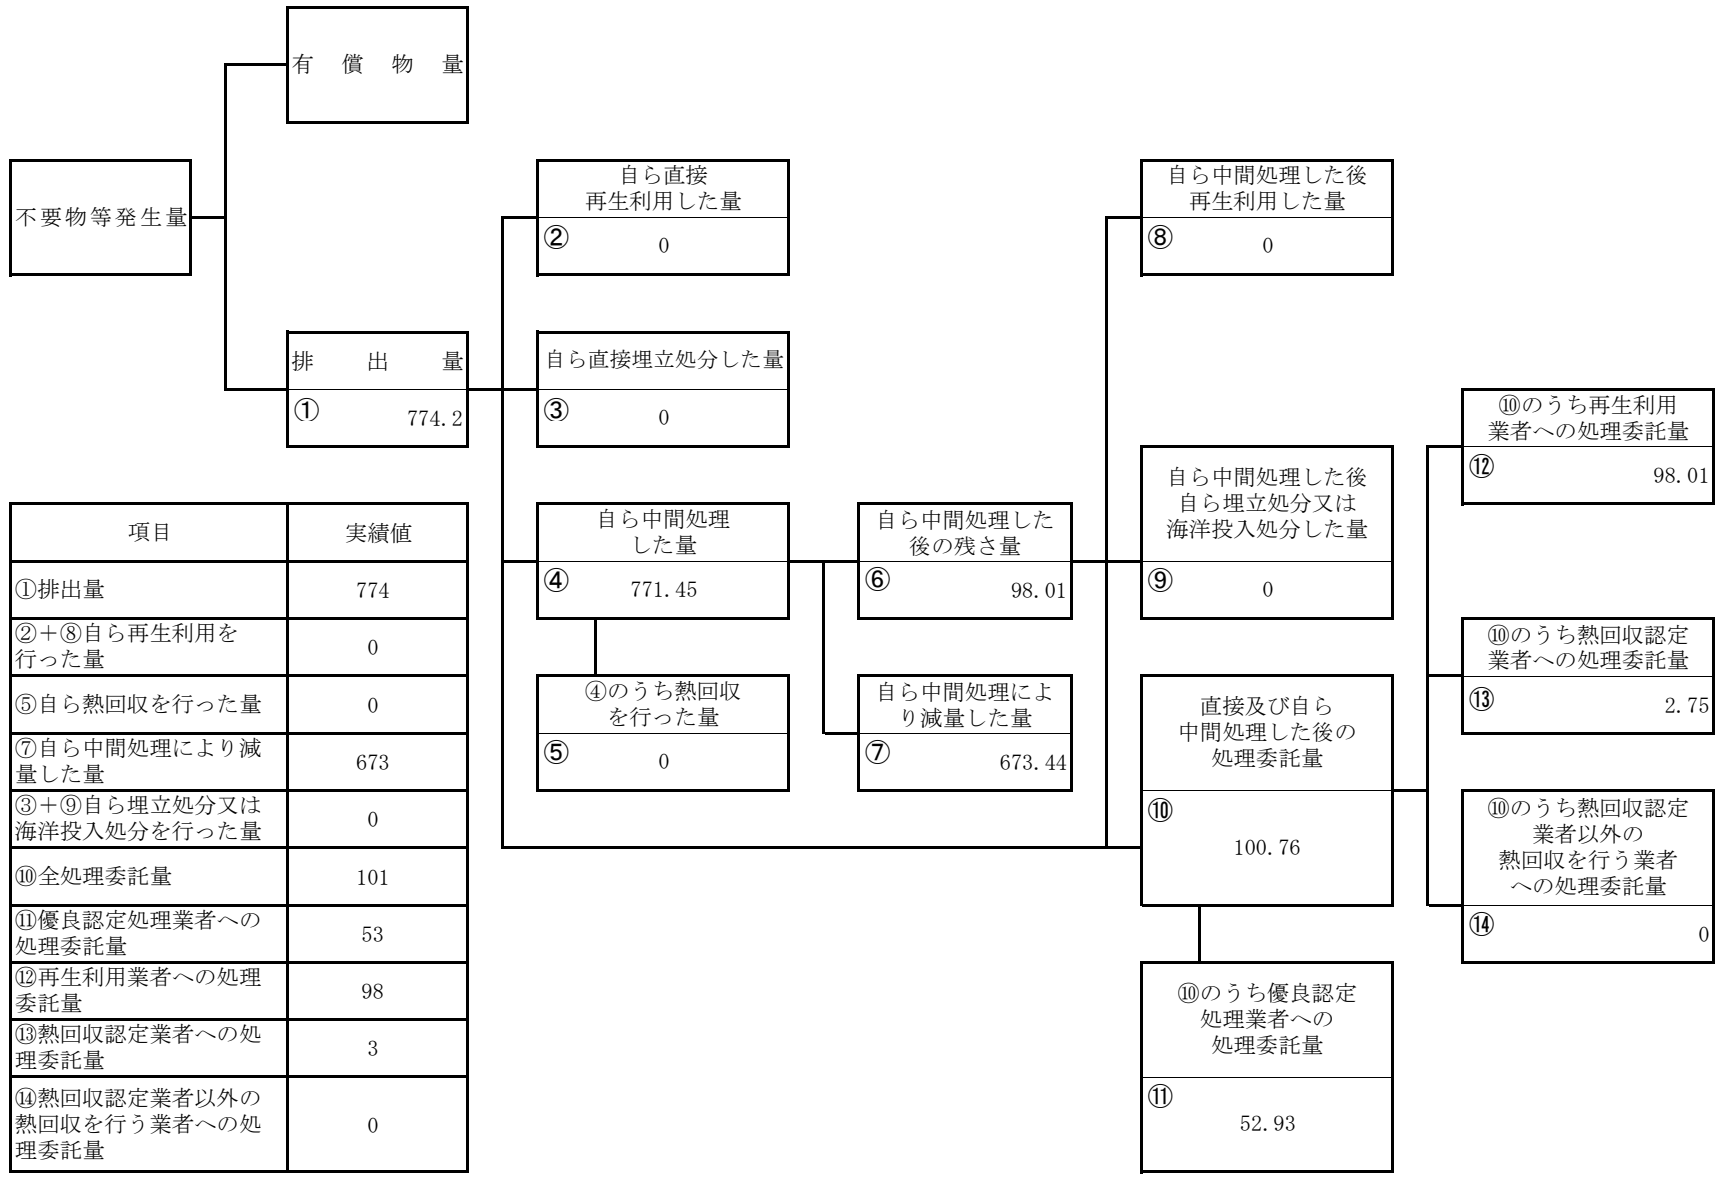 有償物量
不要物等発生量
排出量
①
774.2
自ら直接
再生利用した量
②
0
自ら直接埋立処分した量
③
0
自ら中間処理
した量
④
771.45
④のうち熱回収
を行った量
⑤
0
自ら中間処理した
後の残さ量
⑥
98.01
自ら中間処理によ
り減量した量
⑦
673.44
自ら中間処理した後
再生利用した量
⑧
0
自ら中間処理した後
自ら埋立処分又は
海洋投入処分した量
⑨
0
直接及び自ら
中間処理した後の
処理委託量
⑩
100.76
⑩のうち優良認定
処理業者への
処理委託量
⑪
52.93
⑩のうち再生利用
業者への処理委託量
⑫
98.01
⑩のうち熱回収認定
業者への処理委託量
⑬
2.75
⑩のうち熱回収認定
業者以外の
熱回収を行う業者
への処理委託量
⑭
0
項目 実績値
①排出量 774
②＋⑧自ら再生利用を
行った量
0
⑤自ら熱回収を行った量 0
⑦自ら中間処理により減
量した量
673
③＋⑨自ら埋立処分又は
海洋投入処分を行った量
0
⑩全処理委託量 101
⑪優良認定処理業者への
処理委託量
53
⑫再生利用業者への処理
委託量
98
⑬熱回収認定業者への処
理委託量
3
⑭熱回収認定業者以外の
熱回収を行う業者への処
理委託量
0